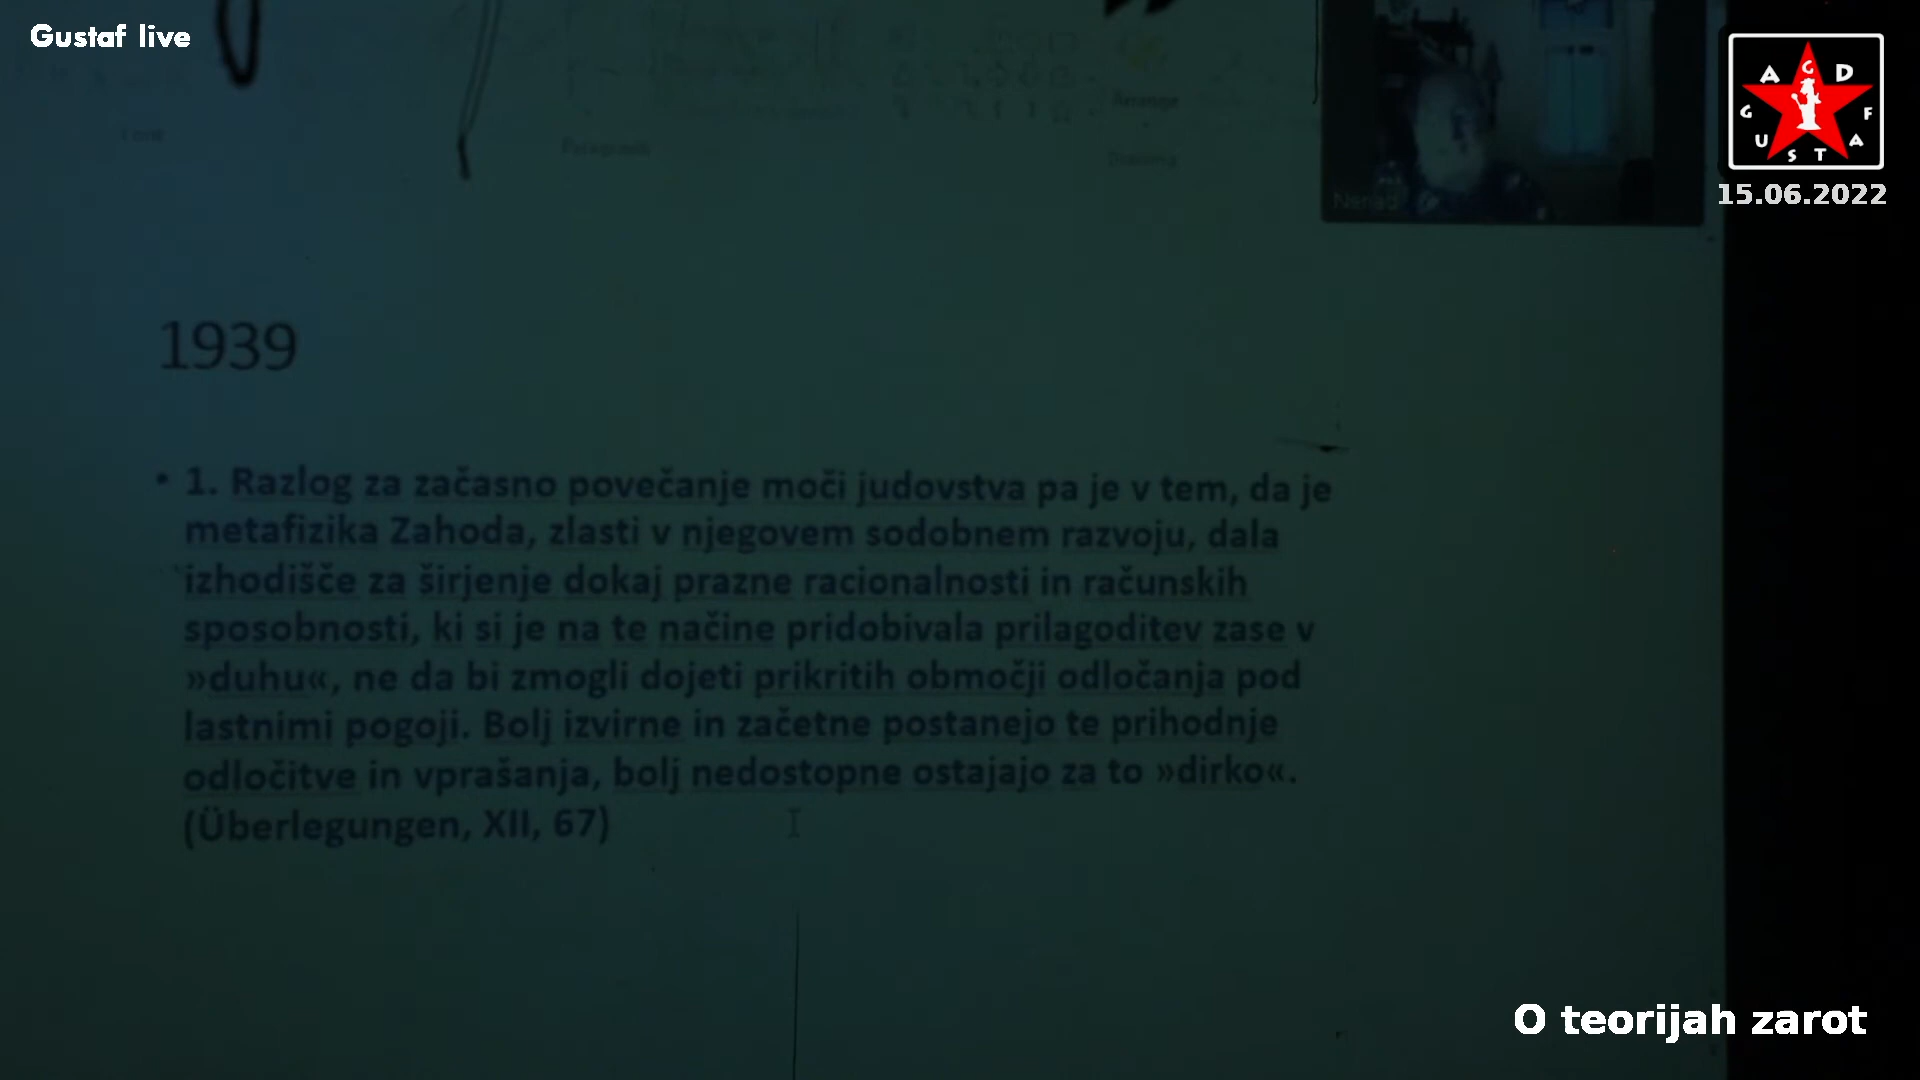 Gustaf live
A G D
G F
U S T A
15.06.2022
Paragraph
Arrange
Nenad
1939
• 1. Razlog za začasno povečanje moči judovstva pa je v tem, da je
metafizika Zahoda, zlasti v njegovem sodobnem razvoju, dala
izhodišče za širjenje dokaj prazne racionalnosti in računskih
sposobnosti, ki si je na te načine pridobivala prilagoditev zase v
»duhu«, ne da bi zmogli dojeti prikritih območji odločanja pod
lastnimi pogoji. Bolj izvirne in začetne postanejo te prihodnje
odločitve in vprašanja, bolj nedostopne ostajajo za to »dirko«.
(Überlegungen, XII, 67)
O teorijah zarot